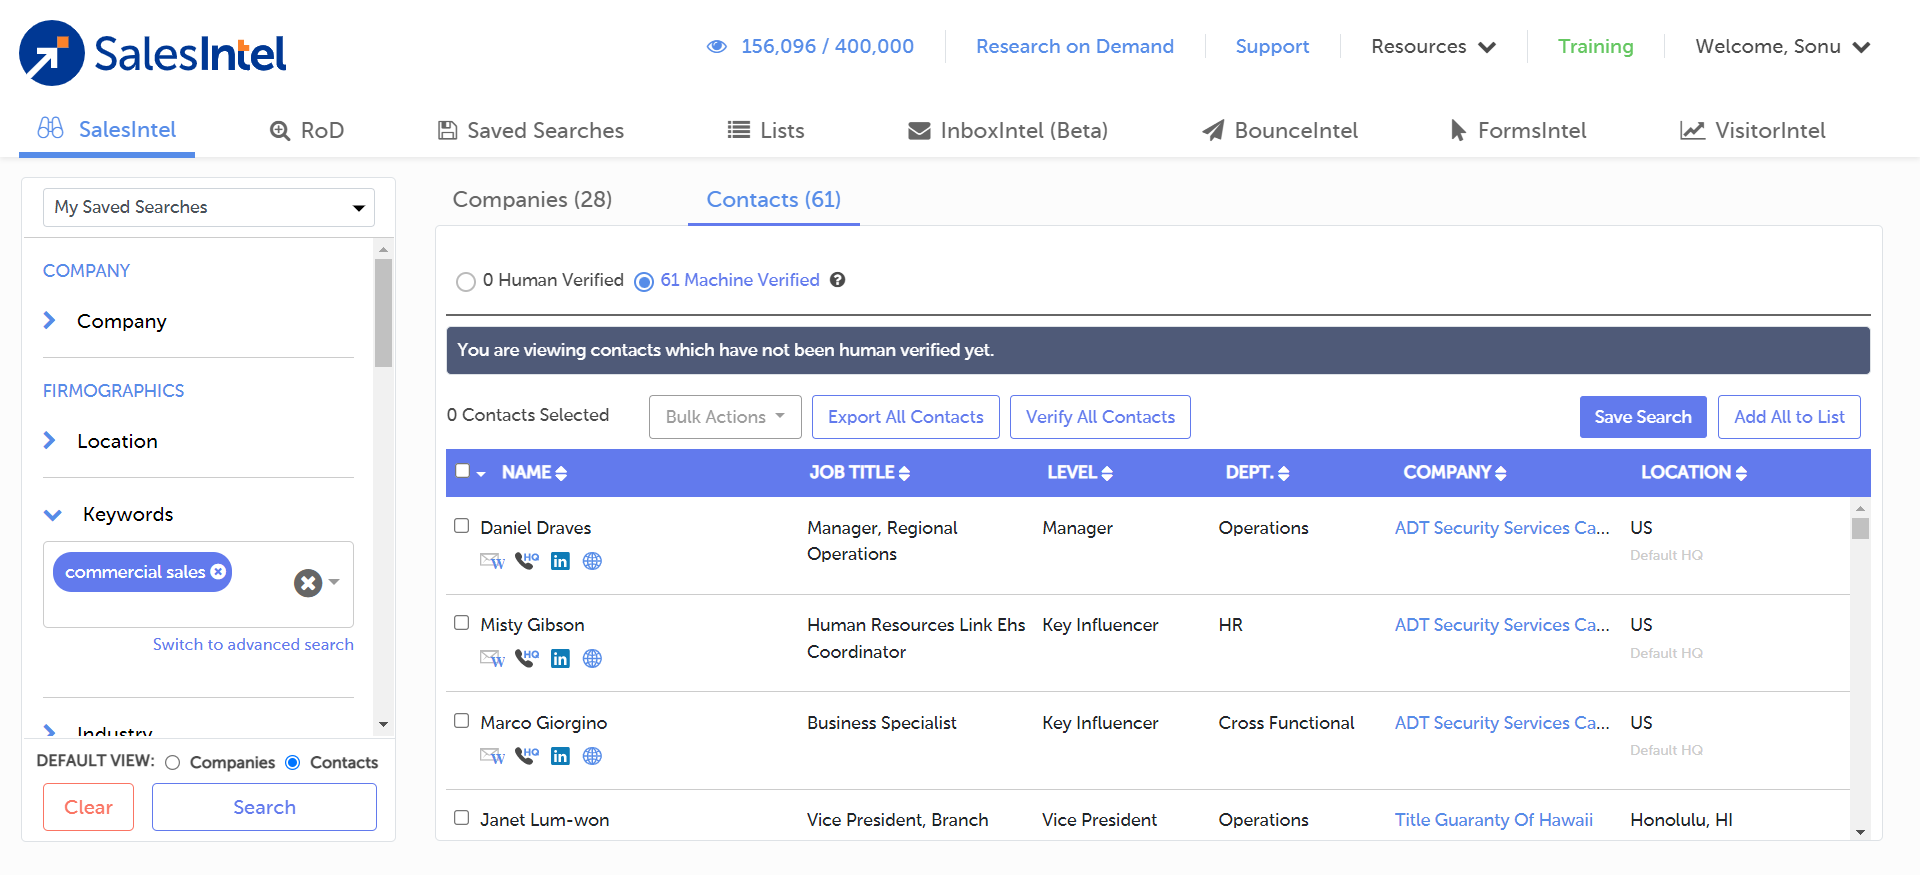 SalesIntel
156,096 / 400,000
Research on Demand
Support
Resources
Training
Welcome, Sonu
SalesIntel
RoD
Saved Searches
Lists
InboxIntel (Beta)
BounceIntel
FormsIntel
VisitorIntel
My Saved Searches
COMPANY
Company
FIRMOGRAPHICS
Location
Keywords
commercial sales
Switch to advanced search
Industry
DEFAULT VIEW: Companies Contacts
Clear Search
Companies (28) Contacts (61)
0 Human Verified 61 Machine Verified ?
You are viewing contacts which have not been human verified yet.
0 Contacts Selected Bulk Actions Export All Contacts Verify All Contacts Save Search Add All to List
NAME JOB TITLE LEVEL DEPT. COMPANY LOCATION
Daniel Draves Manager, Regional Manager Operations ADT Security Services Ca... US
Operations Default HQ
W HQ in
Misty Gibson Human Resources Link Ehs Key Influencer HR ADT Security Services Ca... US
Coordinator Default HQ
W HQ in
Marco Giorgino Business Specialist Key Influencer Cross Functional ADT Security Services Ca... US
Default HQ
W HQ in
Janet Lum-won Vice President, Branch Vice President Operations Title Guaranty Of Hawaii Honolulu, HI